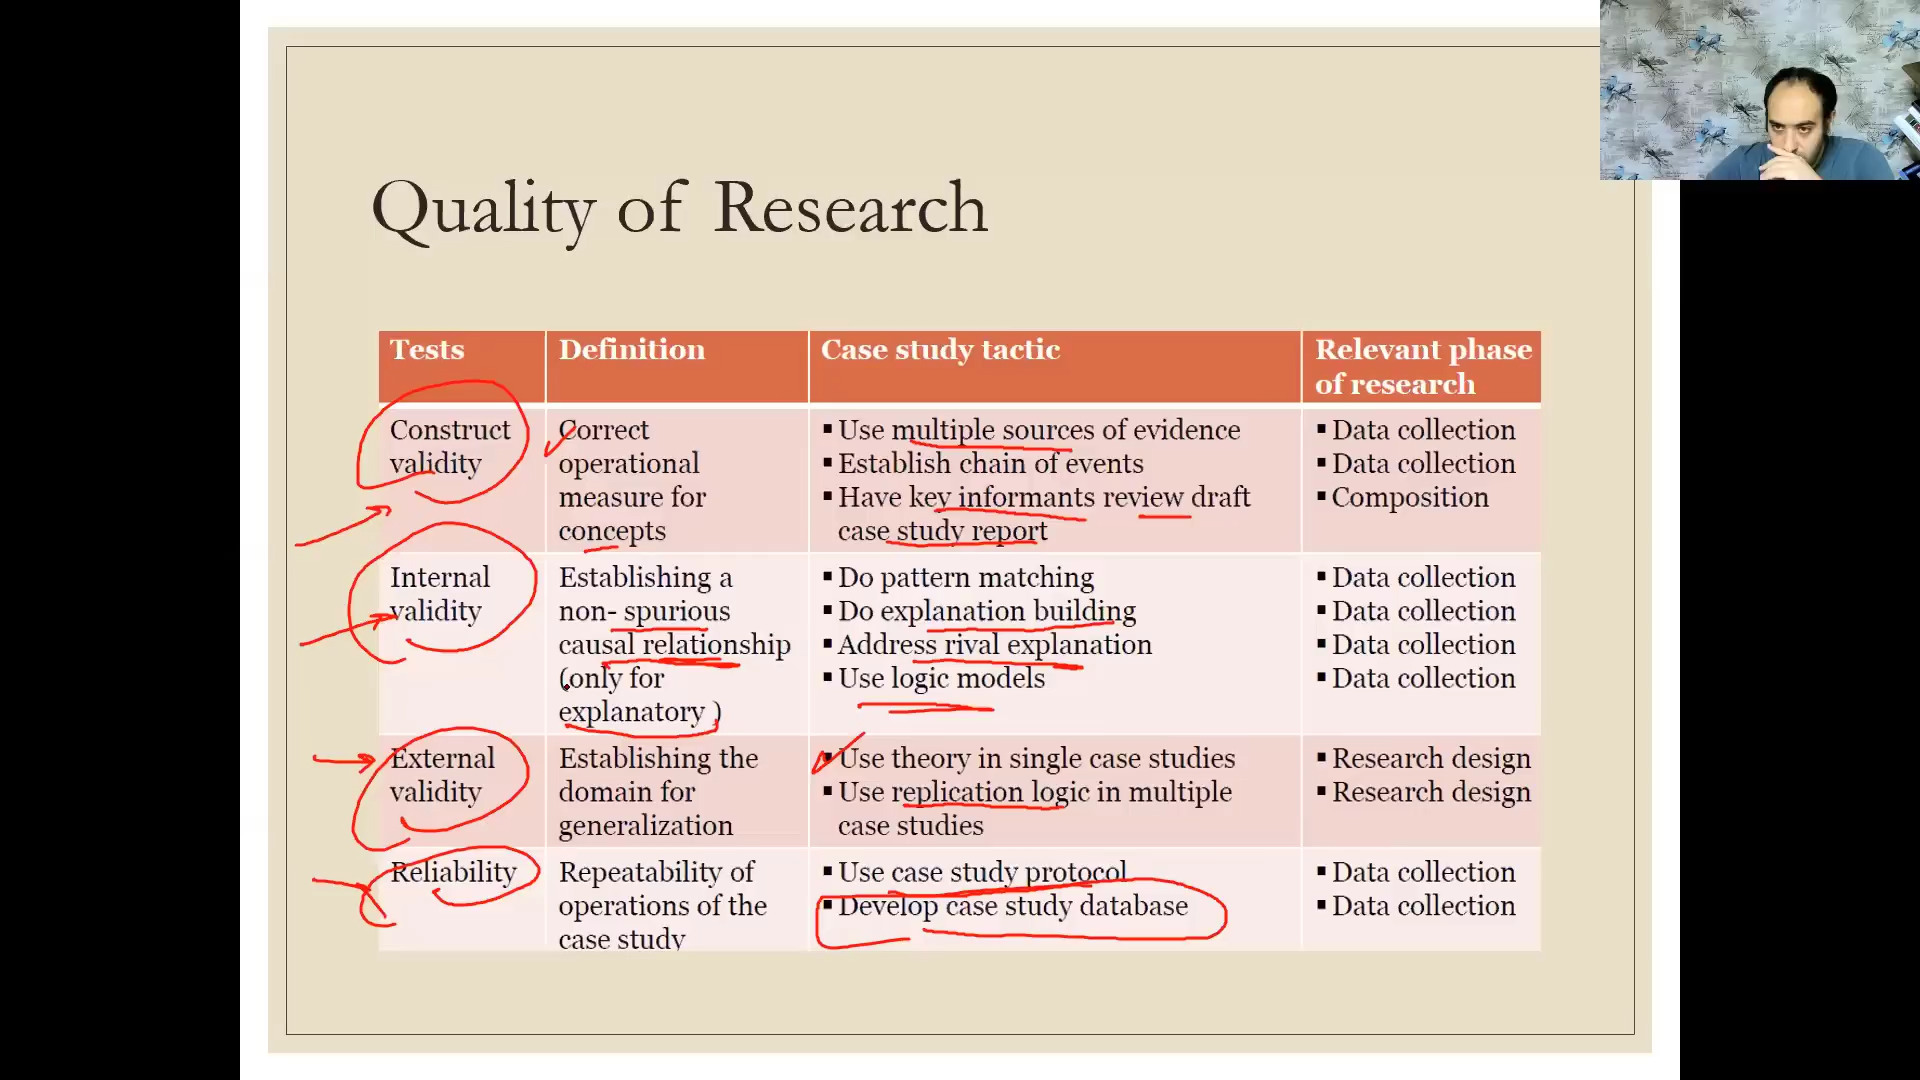 Quality of Research
Tests
Definition
Case study tactic
Relevant phase
of research
Construct
validity
Correct
operational
measure for
concepts
▪ Use multiple sources of evidence
▪ Establish chain of events
▪ Have key informants review draft
case study report
▪ Data collection
▪ Data collection
▪ Composition
Internal
validity
Establishing a
non- spurious
causal relationship
(only for
explanatory )
▪ Do pattern matching
▪ Do explanation building
▪ Address rival explanation
▪ Use logic models
▪ Data collection
▪ Data collection
▪ Data collection
▪ Data collection
External
validity
Establishing the
domain for
generalization
▪ Use theory in single case studies
▪ Use replication logic in multiple
case studies
▪ Research design
▪ Research design
Reliability
Repeatability of
operations of the
case study
▪ Use case study protocol
▪ Develop case study database
▪ Data collection
▪ Data collection